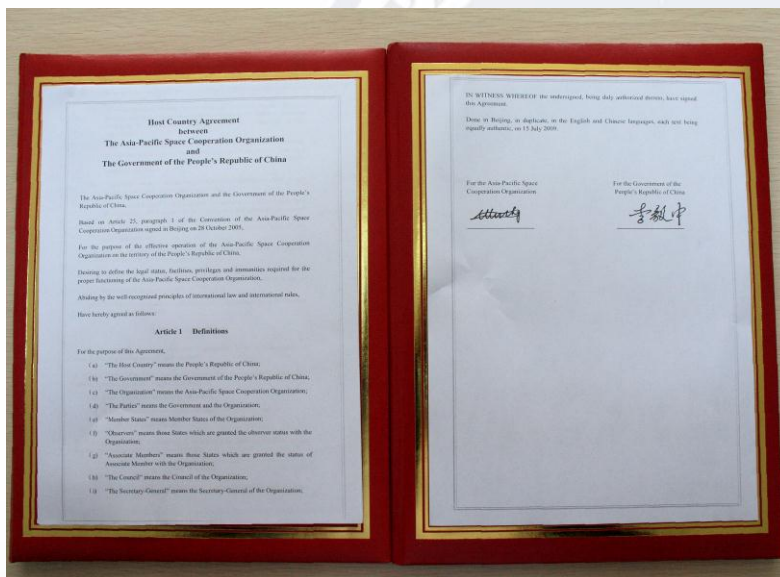 Host Country Agreement
between
The Asia-Pacific Space Cooperation Organization
and
The Government of the People's Republic of China
The Asia-Pacific Space Cooperation Organization and the Government of the People's
Republic of China,
Based on Article 25, paragraph 1 of the Convention of the Asia-Pacific Space
Cooperation Organization signed in Beijing on 28 October 2005,
For the purpose of the effective operation of the Asia-Pacific Space Cooperation
Organization on the territory of the People's Republic of China,
Desiring to define the legal status, facilities, privileges and immunities required for the
proper functioning of the Asia-Pacific Space Cooperation Organization,
Abiding by the well-recognized principles of international law and international rules,
Have hereby agreed as follows:
Article 1 Definitions
For the purpose of this Agreement,
(a) "The Host Country" means the People's Republic of China;
(b) "The Government" means the Government of the People's Republic of China;
(c) "The Organization" means the Asia-Pacific Space Cooperation Organization;
(d) "The Parties" means the Government and the Organization;
(e) "Member States" means Member States of the Organization;
(f) "Observers" means those States which are granted the observer status with the
Organization;
(g) "Associate Members" means those States which are granted the status of
Associate Member with the Organization;
(h) "The Council" means the Council of the Organization;
(i) "The Secretary-General" means the Secretary-General of the Organization;
IN WITNESS WHEREOF the undersigned, being duly authorized thereto, have signed
this Agreement.
Done in Beijing, in duplicate, in the English and Chinese languages, each text being
equally authentic, on 15 July 2009.
For the Asia-Pacific Space
Cooperation Organization
For the Government of the
People's Republic of China
李毅中